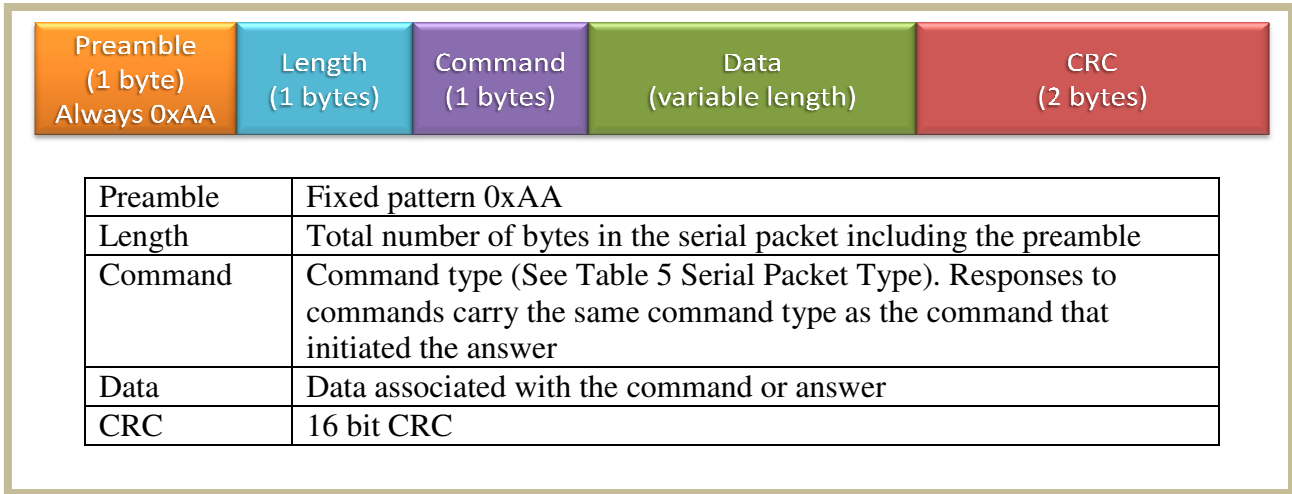 Preamble
(1 byte)
Always 0xAA
Length
(1 bytes)
Command
(1 bytes)
Data
(variable length)
CRC
(2 bytes)
Preamble Fixed pattern 0xAA
Length Total number of bytes in the serial packet including the preamble
Command Command type (See Table 5 Serial Packet Type). Responses to
commands carry the same command type as the command that
initiated the answer
Data Data associated with the command or answer
CRC 16 bit CRC